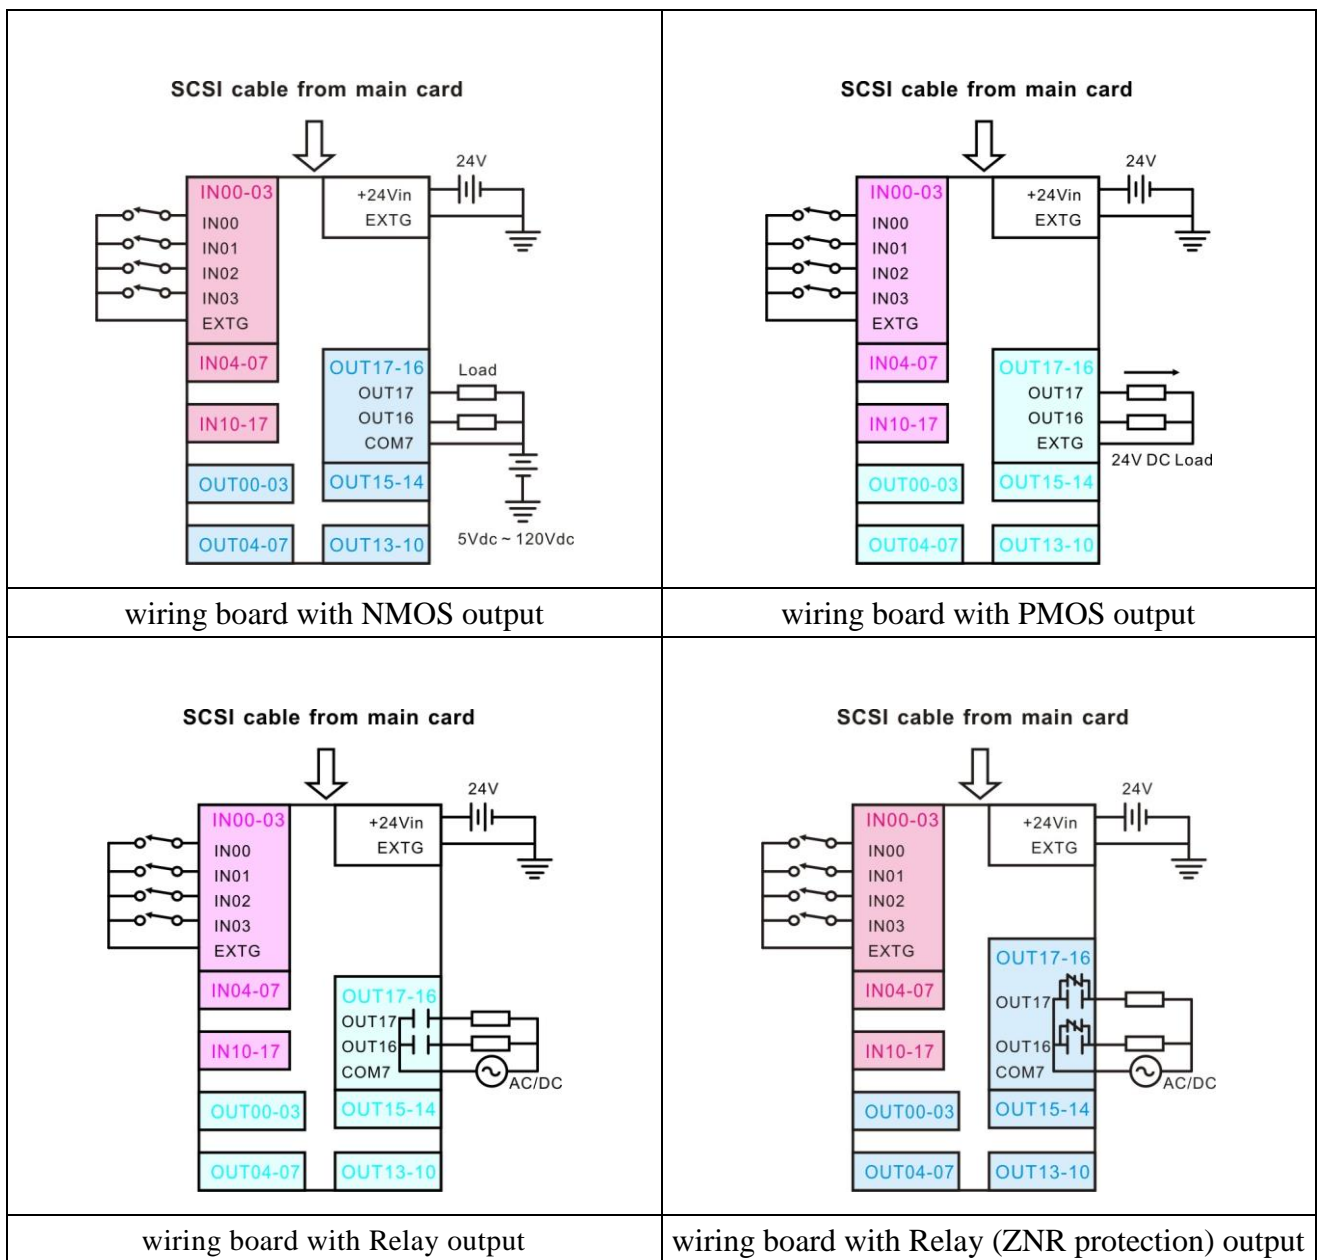 SCSI cable from main card
24V
IN00-03
+24Vin
IN00
EXTG
IN01
IN02
IN03
EXTG
IN04-07
OUT17-16
Load
OUT17
IN10-17
OUT16
COM7
OUT00-03
OUT15-14
OUT04-07
OUT13-10
5Vdc ~ 120Vdc
wiring board with NMOS output
SCSI cable from main card
24V
IN00-03
+24Vin
IN00
EXTG
IN01
IN02
IN03
EXTG
IN04-07
OUT17-16
OUT17
IN10-17
OUT16
EXTG
24V DC Load
OUT00-03
OUT15-14
OUT04-07
OUT13-10
wiring board with PMOS output
SCSI cable from main card
24V
IN00-03
+24Vin
IN00
EXTG
IN01
IN02
IN03
EXTG
IN04-07
OUT17-16
OUT17
OUT16
IN10-17
COM7
AC/DC
OUT00-03
OUT15-14
OUT04-07
OUT13-10
wiring board with Relay output
SCSI cable from main card
24V
IN00-03
+24Vin
IN00
EXTG
IN01
IN02
IN03
EXTG
OUT17-16
IN04-07
OUT17
OUT16
IN10-17
COM7
AC/DC
OUT00-03
OUT15-14
OUT04-07
OUT13-10
wiring board with Relay (ZNR protection) output